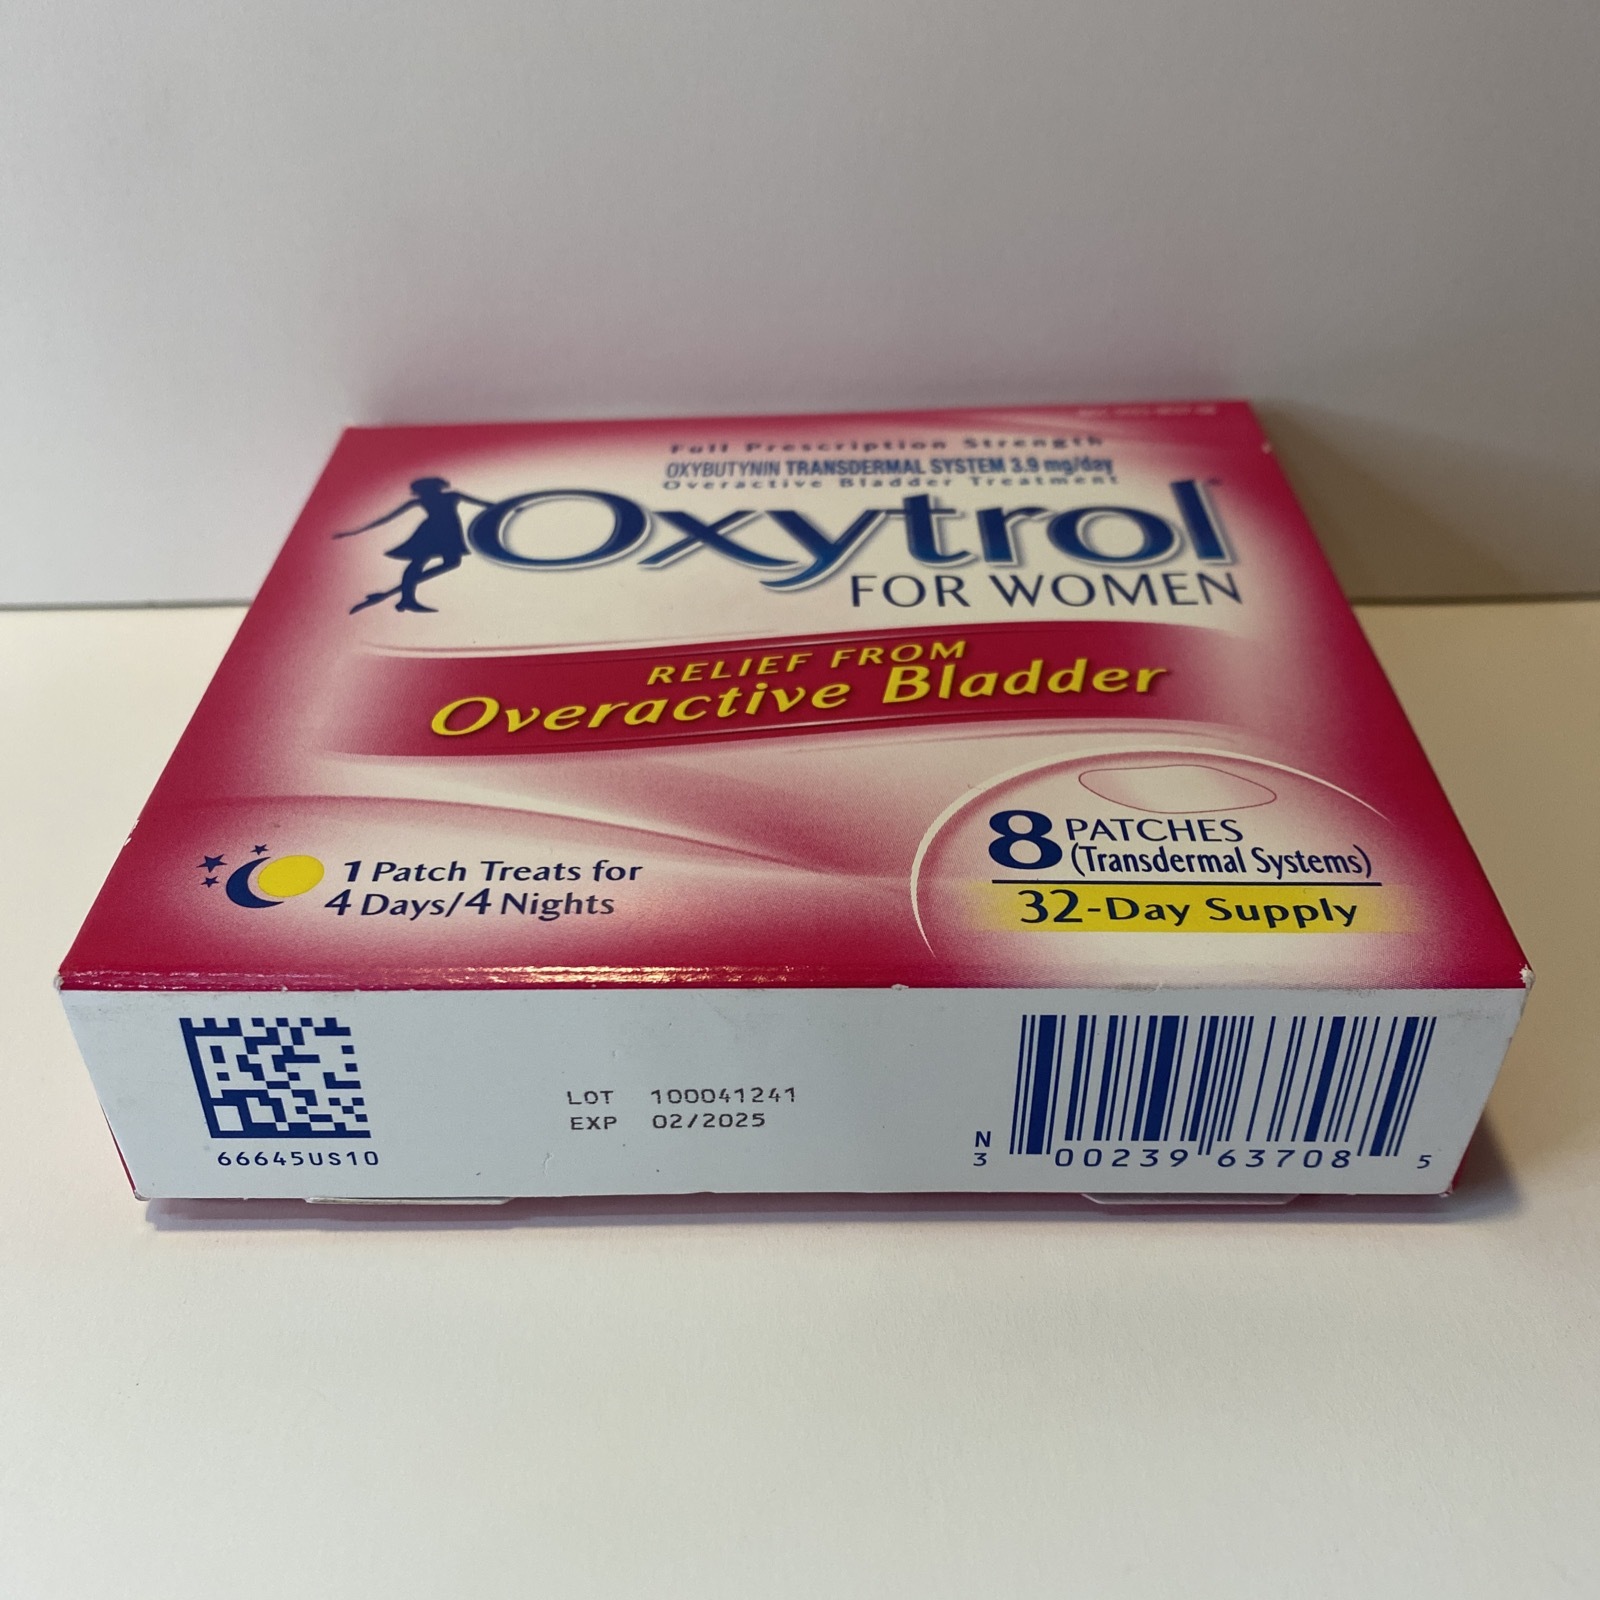 Full Prescription Strength
OXYBUTYNIN TRANSDERMAL SYSTEM 3.9 mg/day
Overactive Bladder Treatment
Oxytrol
FOR WOMEN
RELIEF FROM
Overactive Bladder
8 PATCHES
(Transdermal Systems)
32-Day Supply
1 Patch Treats for
4 Days/4 Nights
66645US10
LOT 100041241
EXP 02/2025
N
3 00239 63708 5